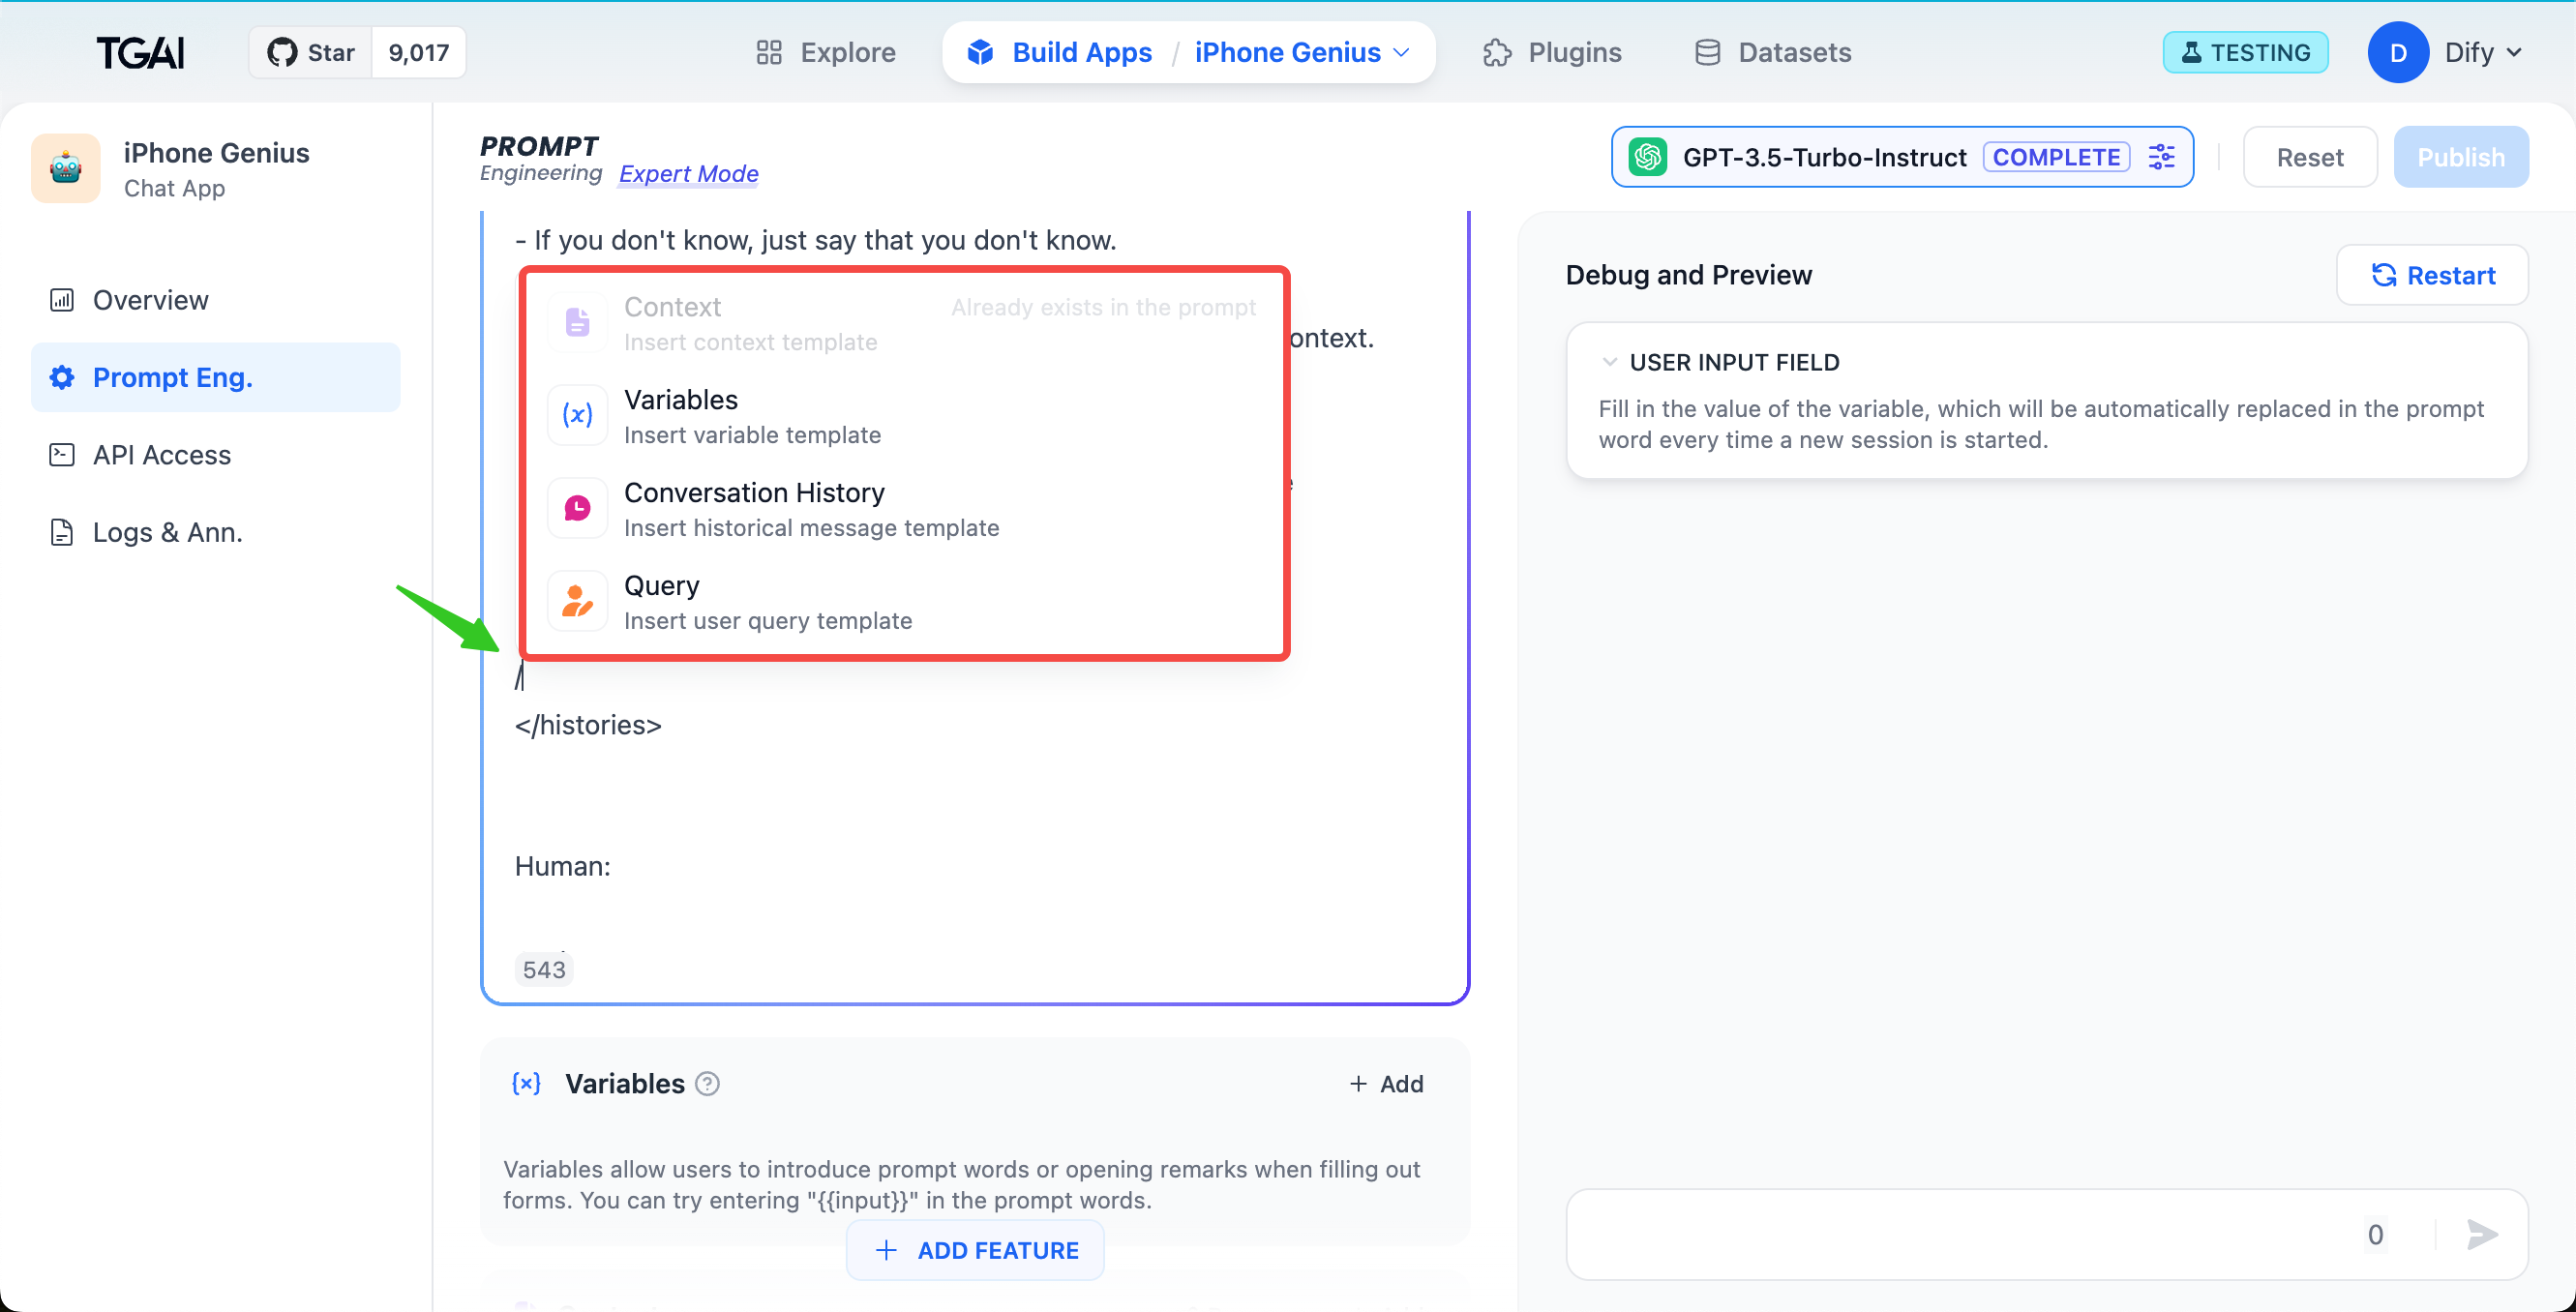 TGAI
Star 9,017
Explore
Build Apps / iPhone Genius
Plugins
Datasets
TESTING
D Dify
iPhone Genius
Chat App
Overview
Prompt Eng.
API Access
Logs & Ann.
PROMPT
Engineering Expert Mode
GPT-3.5-Turbo-Instruct COMPLETE
Reset
Publish
- If you don't know, just say that you don't know.
Context Already exists in the prompt
Insert context template
ontext.
Variables
Insert variable template
Conversation History
Insert historical message template
Query
Insert user query template
/
</histories>
Human:
543
{x} Variables ?
+ Add
Variables allow users to introduce prompt words or opening remarks when filling out
forms. You can try entering "{{input}}" in the prompt words.
+ ADD FEATURE
Debug and Preview
Restart
USER INPUT FIELD
Fill in the value of the variable, which will be automatically replaced in the prompt
word every time a new session is started.
0